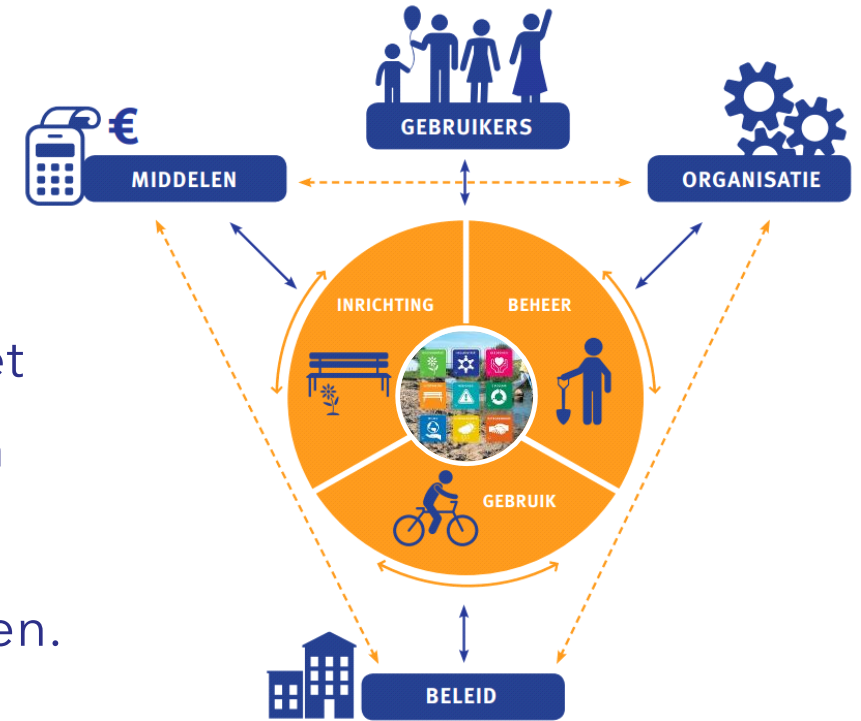 GEBRUIKERS
€
MIDDELEN
ORGANISATIE
INRICHTING
BEHEER
et
GEBRUIK
en.
BELEID